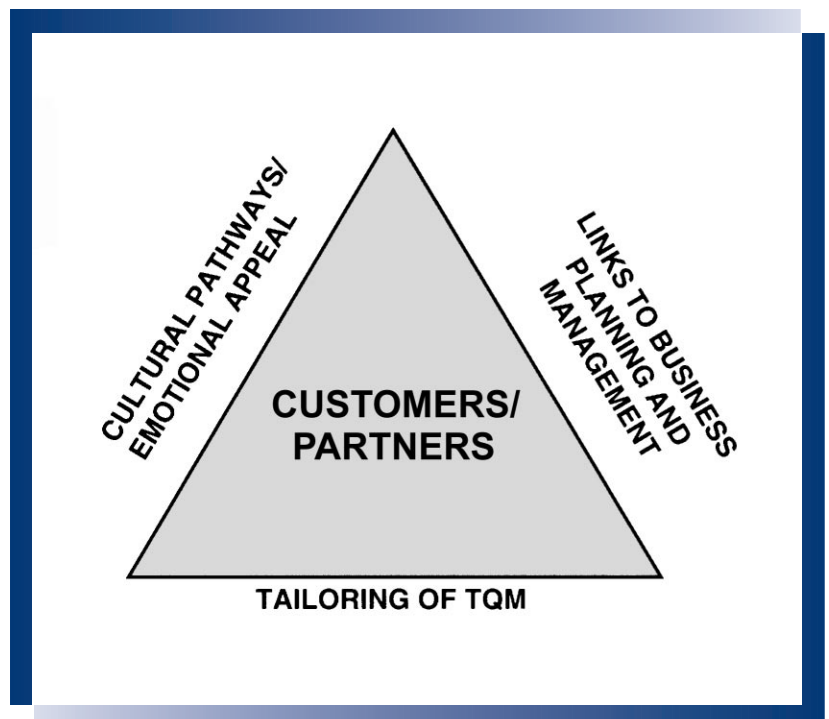 CULTURAL PATHWAYS/
EMOTIONAL APPEAL
LINKS TO BUSINESS
PLANNING AND
MANAGEMENT
CUSTOMERS/
PARTNERS
TAILORING OF TQM